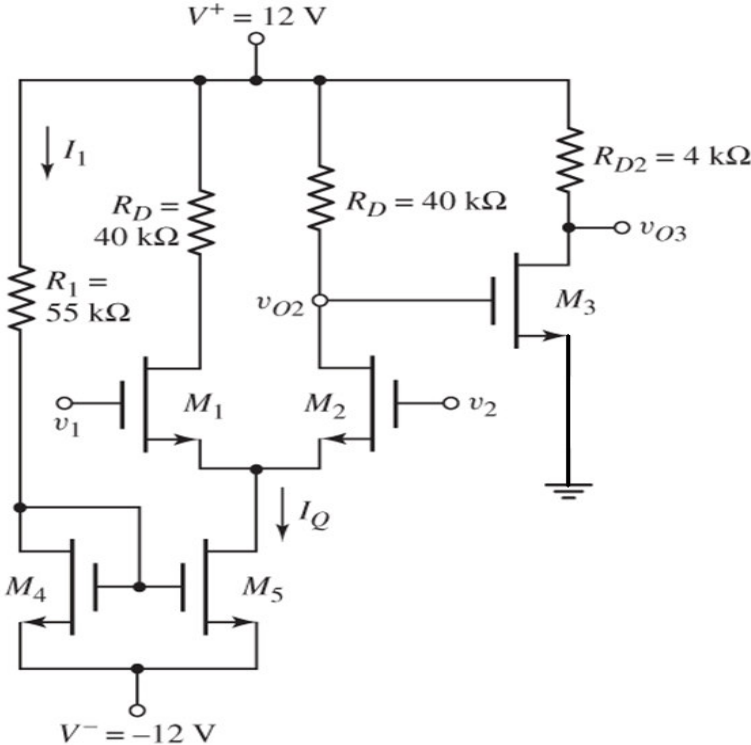 V⁺ = 12 V
I₁
R_D =
40 kΩ
R_D = 40 kΩ
R_D2 = 4 kΩ
v_O3
R₁ =
55 kΩ
v_O2
M₃
v₁
M₁
M₂
v₂
I_Q
M₄
M₅
V⁻ = −12 V